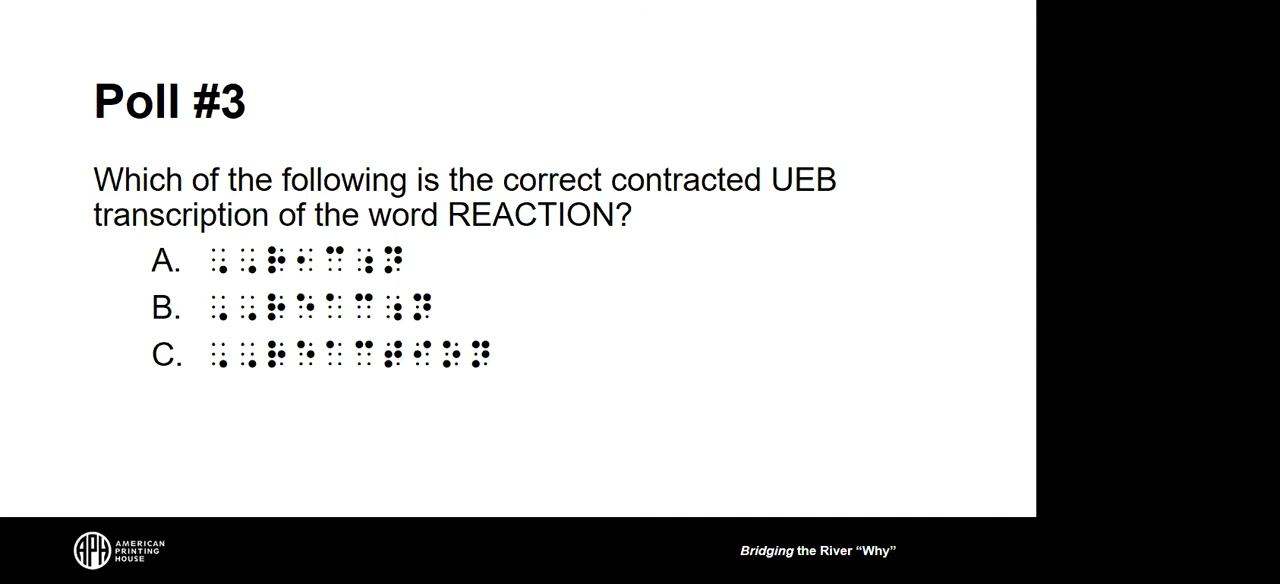 Poll #3
Which of the following is the correct contracted UEB
transcription of the word REACTION?
A. ⠠⠠⠗⠂⠉⠰⠝
B. ⠠⠠⠗⠑⠁⠉⠰⠝
C. ⠠⠠⠗⠑⠁⠉⠞⠊⠕⠝
APH
AMERICAN
PRINTING
HOUSE
Bridging the River “Why”